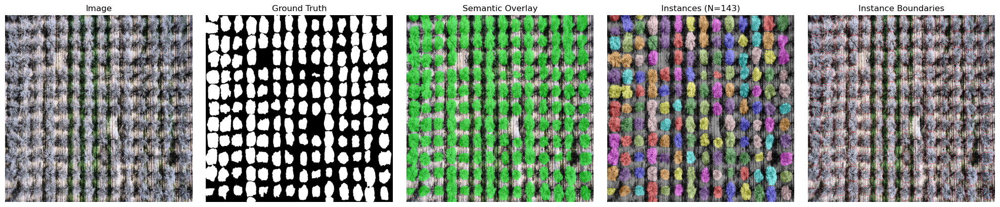 Image
Ground Truth
Semantic Overlay
Instances (N=143)
Instance Boundaries